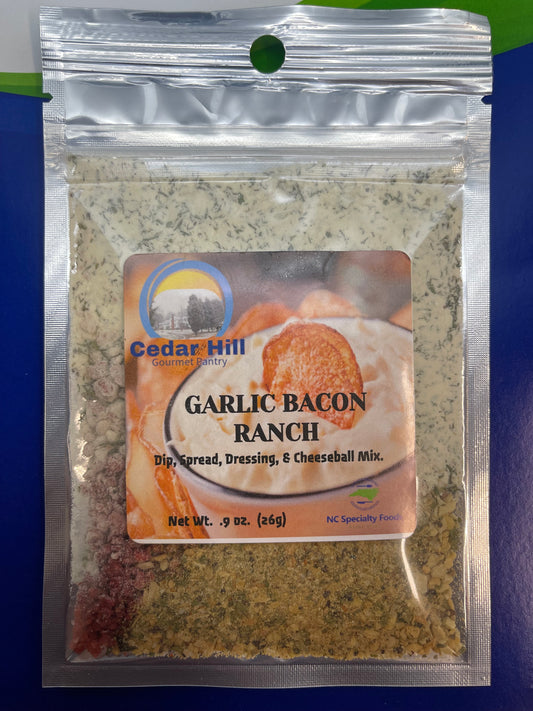 Cedar Hill
Gourmet Pantry
GARLIC BACON
RANCH
Dip, Spread, Dressing, & Cheeseball Mix.
Net Wt. .9 oz. (26g)
NC Specialty Foods